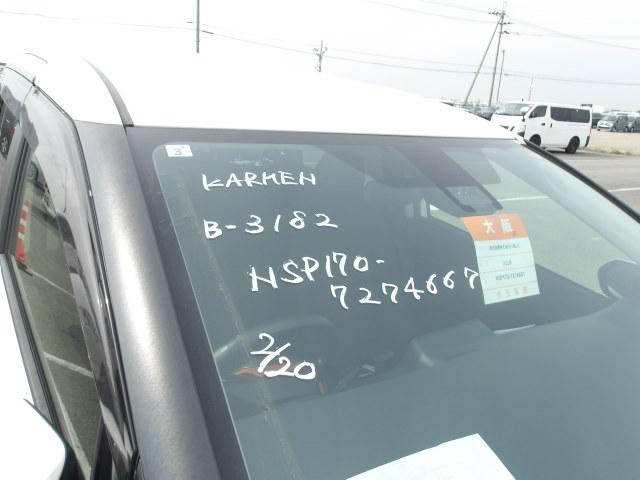 3
KARMEN
B-3182
NSP170-
7274667
2/20
大阪